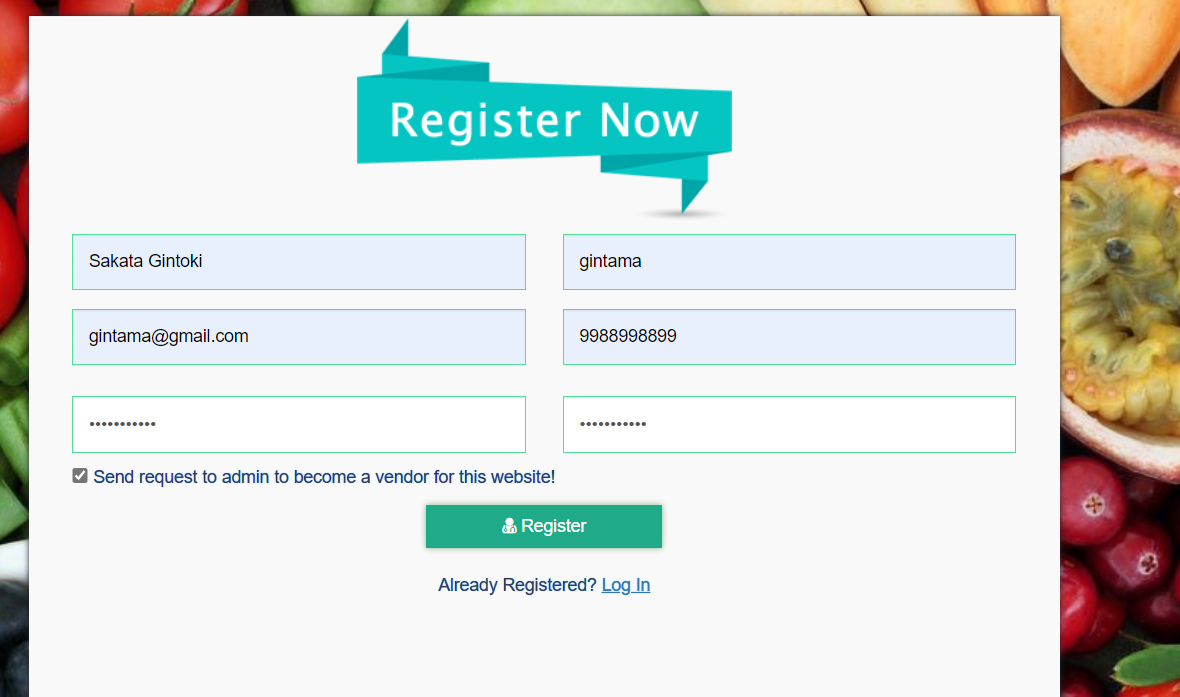 Register Now
Sakata Gintoki
gintama
gintama@gmail.com
9988998899
•••••••••••
•••••••••••
Send request to admin to become a vendor for this website!
Register
Already Registered? Log In